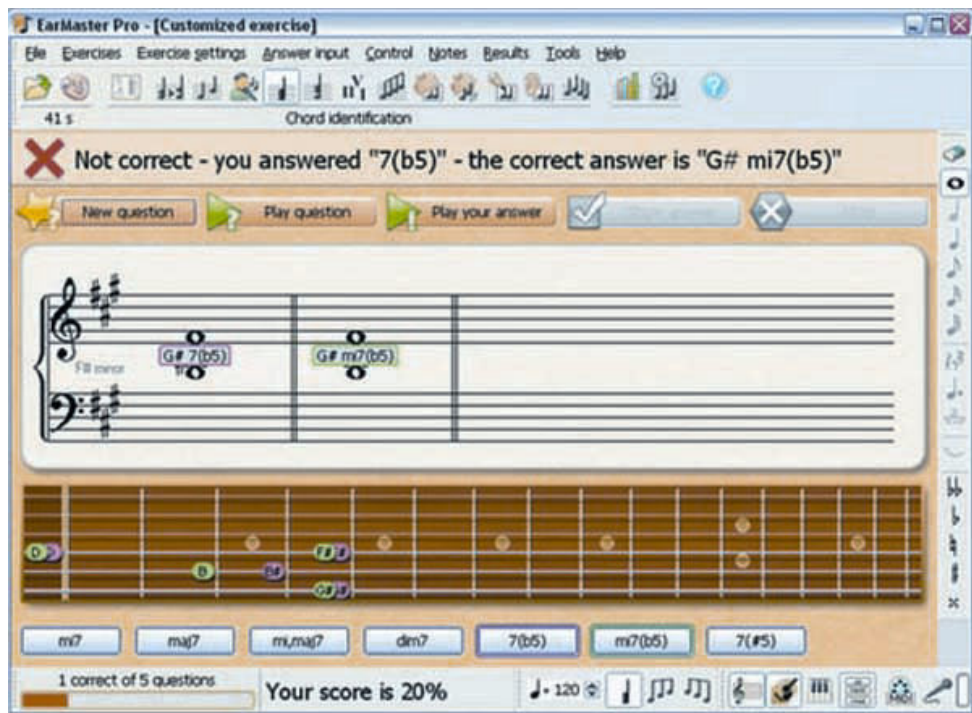 EarMaster Pro - [Customized exercise]
File Exercises Exercise settings Answer input Control Notes Results Tools Help
41 s
Chord identification
Not correct - you answered "7(b5)" - the correct answer is "G# mi7(b5)"
New question
Play question
Play your answer
G# 7(b5)
G# mi7(b5)
F# minor
D
F#
B
B#
G#
mi7
maj7
mi,maj7
dim7
7(b5)
mi7(b5)
7(#5)
1 correct of 5 questions
Your score is 20%
120